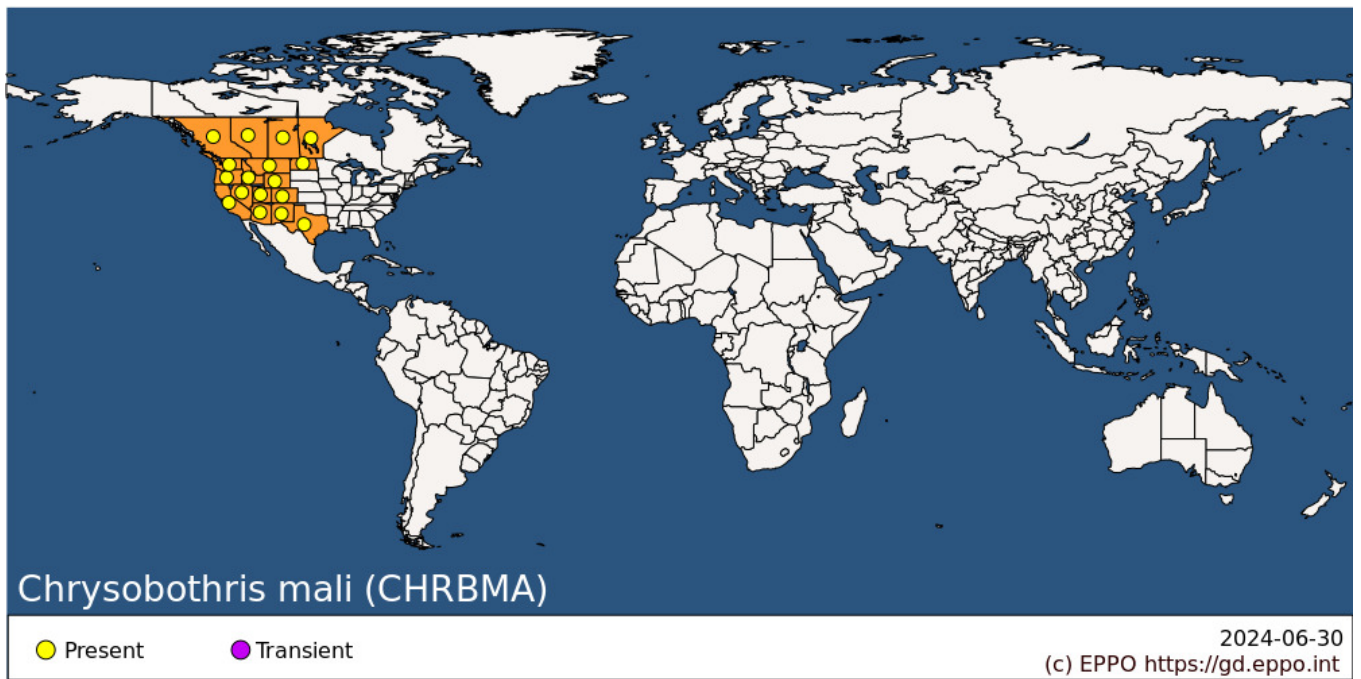 Chrysobothris mali (CHRBMA)
Present
Transient
2024-06-30
(c) EPPO https://gd.eppo.int